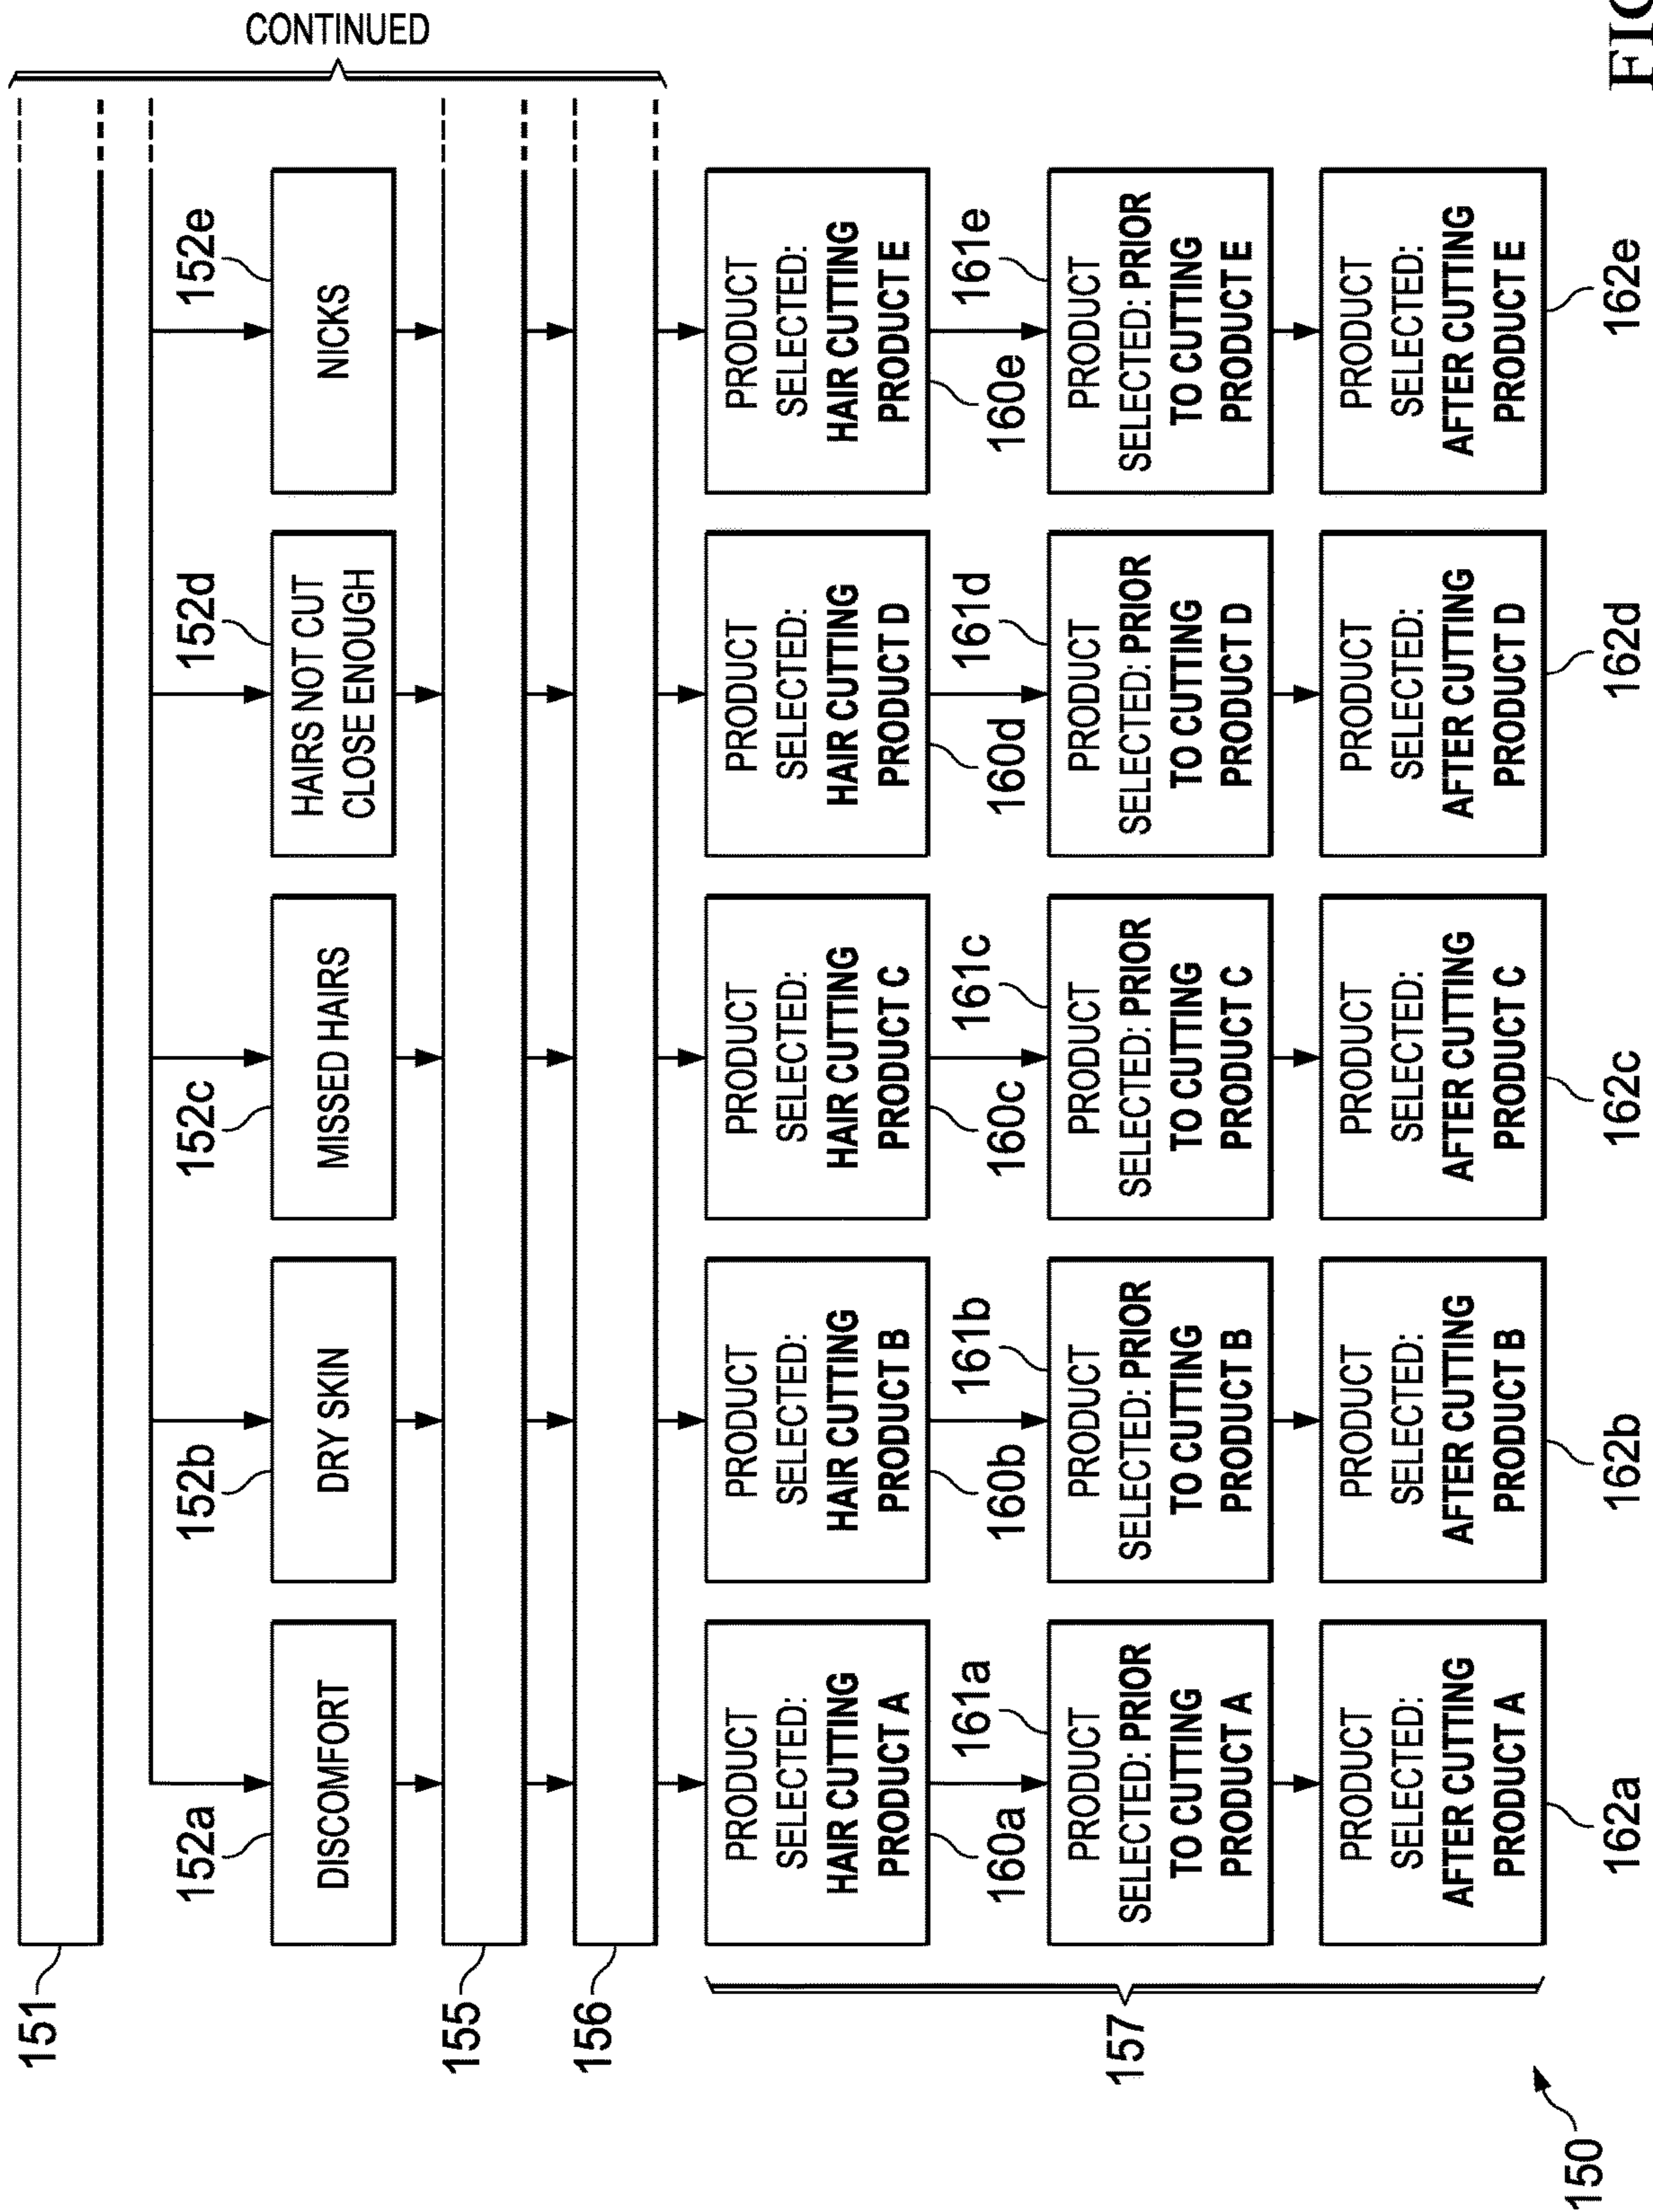 CONTINUED
151
152a
152b
152c
152d
152e
DISCOMFORT
DRY SKIN
MISSED HAIRS
HAIRS NOT CUT
CLOSE ENOUGH
NICKS
155
156
PRODUCT
SELECTED:
HAIR CUTTING
PRODUCT A
PRODUCT
SELECTED:
HAIR CUTTING
PRODUCT B
PRODUCT
SELECTED:
HAIR CUTTING
PRODUCT C
PRODUCT
SELECTED:
HAIR CUTTING
PRODUCT D
PRODUCT
SELECTED:
HAIR CUTTING
PRODUCT E
160a
161a
160b
161b
160c
161c
160d
161d
160e
161e
157
PRODUCT
SELECTED: PRIOR
TO CUTTING
PRODUCT A
PRODUCT
SELECTED: PRIOR
TO CUTTING
PRODUCT B
PRODUCT
SELECTED: PRIOR
TO CUTTING
PRODUCT C
PRODUCT
SELECTED: PRIOR
TO CUTTING
PRODUCT D
PRODUCT
SELECTED: PRIOR
TO CUTTING
PRODUCT E
PRODUCT
SELECTED:
AFTER CUTTING
PRODUCT A
PRODUCT
SELECTED:
AFTER CUTTING
PRODUCT B
PRODUCT
SELECTED:
AFTER CUTTING
PRODUCT C
PRODUCT
SELECTED:
AFTER CUTTING
PRODUCT D
PRODUCT
SELECTED:
AFTER CUTTING
PRODUCT E
150
162a
162b
162c
162d
162e